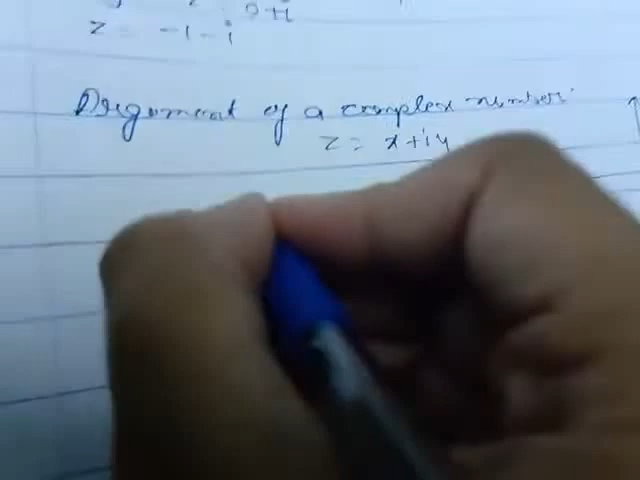 z = -1-i
Argument of a complex number
z = x+iy